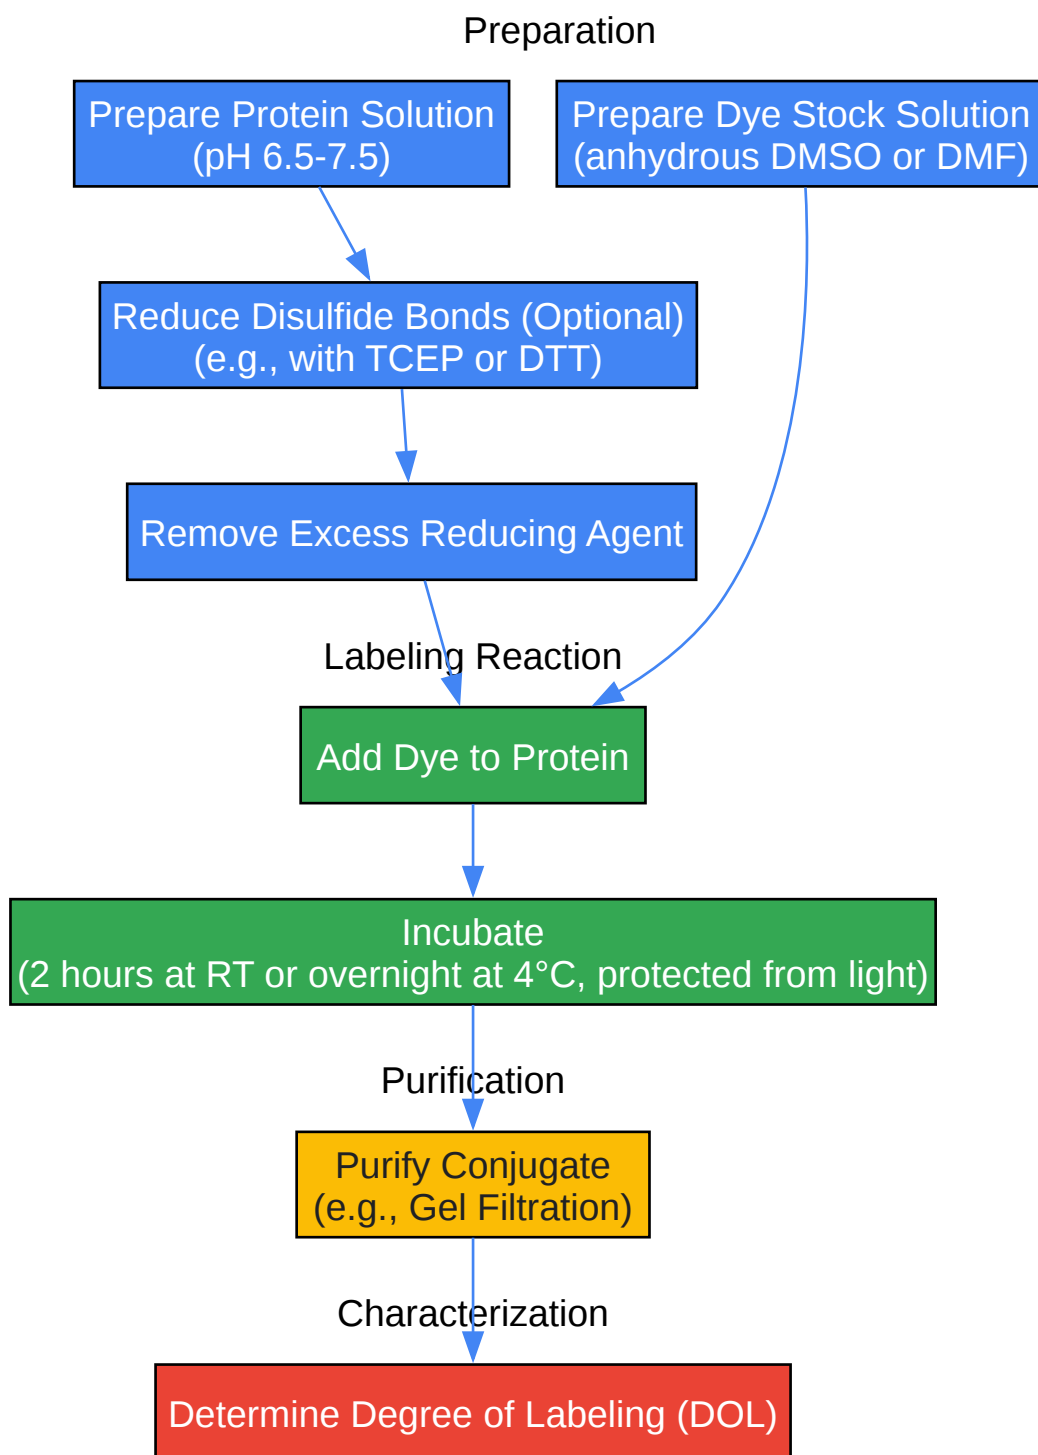 Preparation
Prepare Protein Solution
(pH 6.5-7.5)
Prepare Dye Stock Solution
(anhydrous DMSO or DMF)
Reduce Disulfide Bonds (Optional)
(e.g., with TCEP or DTT)
Remove Excess Reducing Agent
Labeling Reaction
Add Dye to Protein
Incubate
(2 hours at RT or overnight at 4°C, protected from light)
Purification
Purify Conjugate
(e.g., Gel Filtration)
Characterization
Determine Degree of Labeling (DOL)